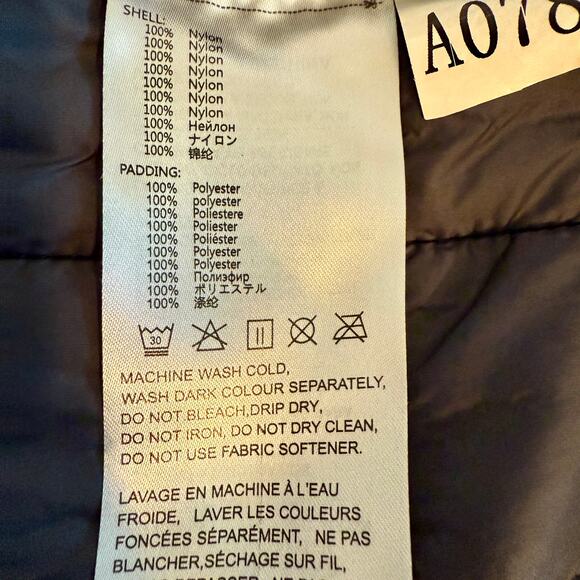 SHELL:
100% Nylon
100% Nylon
100% Nylon
100% Nylon
100% Nylon
100% Nylon
100% Nylon
100% Нейлон
100% ナイロン
100% 锦纶
PADDING:
100% Polyester
100% polyester
100% Poliestere
100% Poliester
100% Poliéster
100% Polyester
100% Polyester
100% Полиэфир
100% ポリエステル
100% 涤纶
30
MACHINE WASH COLD,
WASH DARK COLOUR SEPARATELY,
DO NOT BLEACH,DRIP DRY,
DO NOT IRON, DO NOT DRY CLEAN,
DO NOT USE FABRIC SOFTENER.
LAVAGE EN MACHINE À L'EAU
FROIDE, LAVER LES COULEURS
FONCÉES SÉPARÉMENT, NE PAS
BLANCHER,SÉCHAGE SUR FIL,
A078